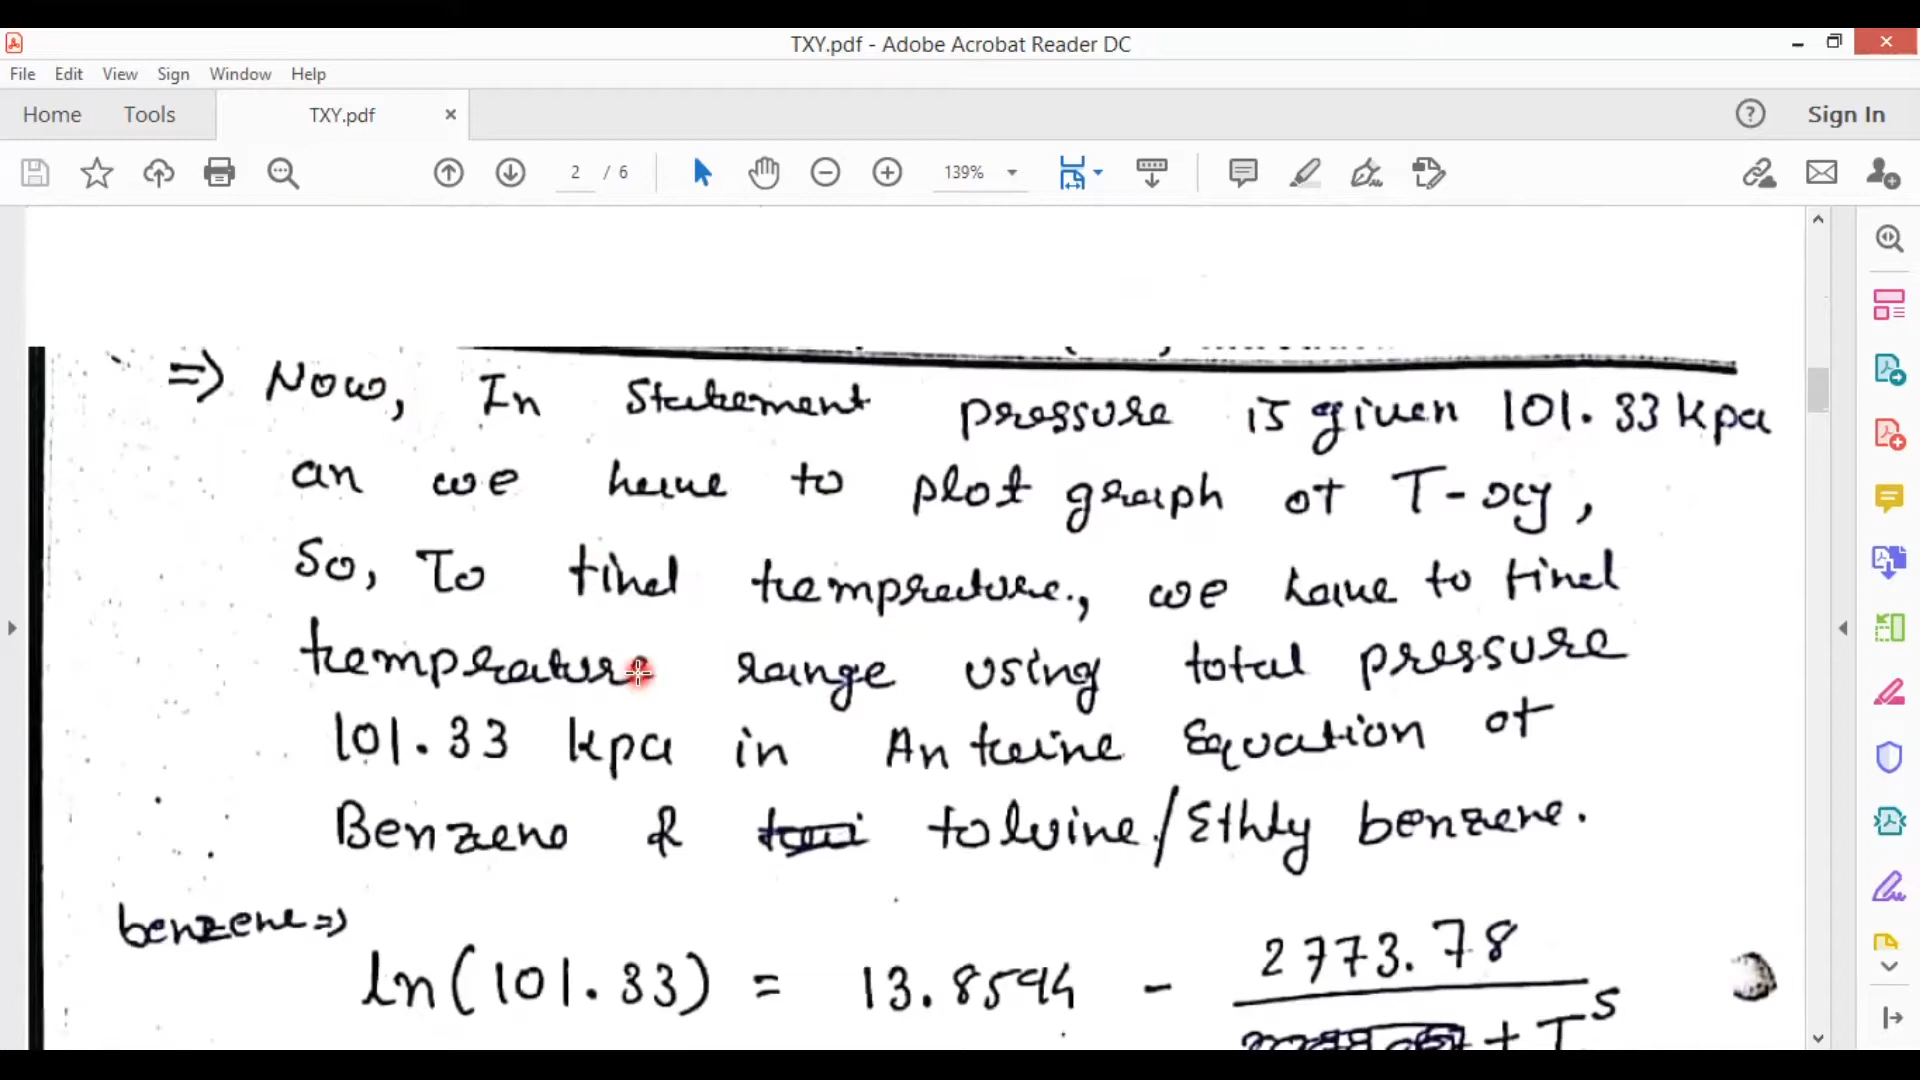 TXY.pdf - Adobe Acrobat Reader DC
File Edit View Sign Window Help
Home Tools TXY.pdf Sign In
2 / 6 139%
=> Now, In Statement pressure is given 101.33 kpa
an we have to plot graph of T-xy,
So, To find temprature, we have to find
temprature range using total pressure
101.33 kpa in Antoine Equation of
Benzene & toluine/Ethly benzene.
benzene =>
ln(101.33) = 13.8594 - 2773.78
+ T^s